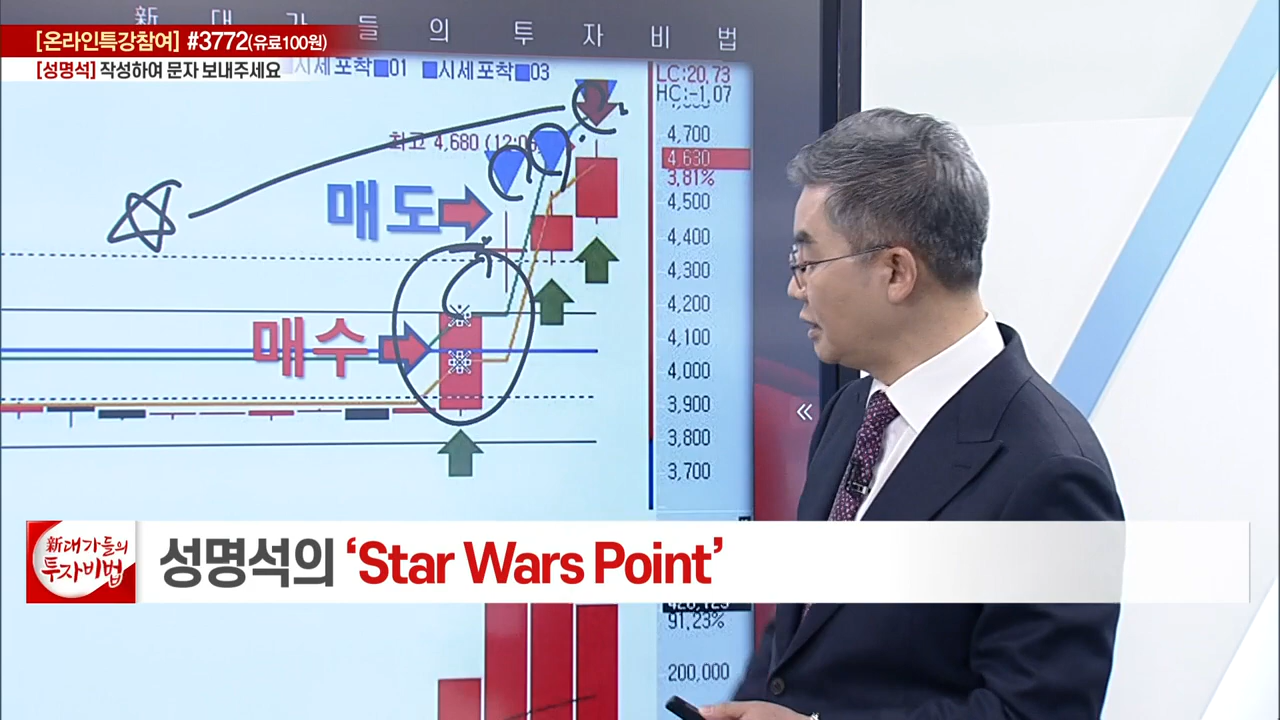 新 대 가 들 의 투 자 비 법
[온라인특강참여] #3772(유료100원)
[성명석] 작성하여 문자 보내주세요
시세포착 01 시세포착 03
LC:20.73
HC:-1.07
최고 4,680
4,700
4,630
3.81%
4,500
4,400
4,300
4,200
4,100
4,000
3,900
3,800
3,700
매도
매수
新대가들의
투자비법
성명석의 ‘Star Wars Point’
91.23%
200,000